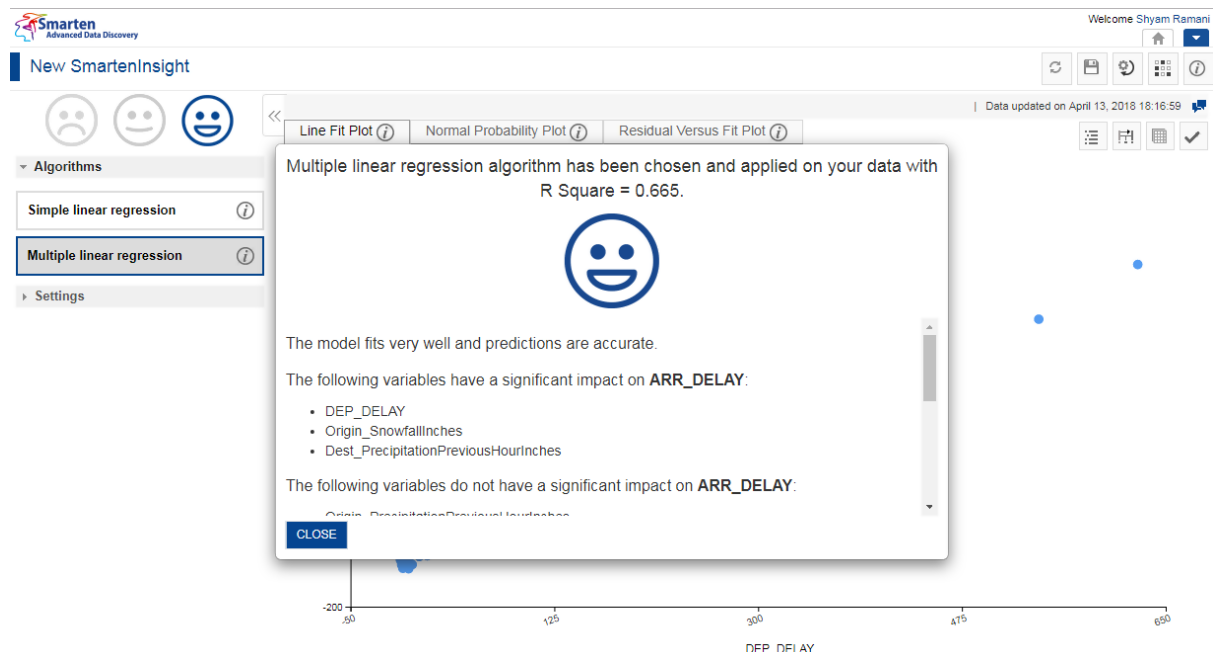 Smarten
Advanced Data Discovery
Welcome Shyam Ramani
New SmartenInsight
| Data updated on April 13, 2018 18:16:59
Line Fit Plot
Normal Probability Plot
Residual Versus Fit Plot
Algorithms
Simple linear regression
Multiple linear regression
Settings
Multiple linear regression algorithm has been chosen and applied on your data with
R Square = 0.665.
The model fits very well and predictions are accurate.
The following variables have a significant impact on ARR_DELAY:
• DEP_DELAY
• Origin_SnowfallInches
• Dest_PrecipitationPreviousHourInches
The following variables do not have a significant impact on ARR_DELAY:
Origin_PrecipitationPreviousHourInches
CLOSE
-200
-50
125
300
475
650
DEP_DELAY